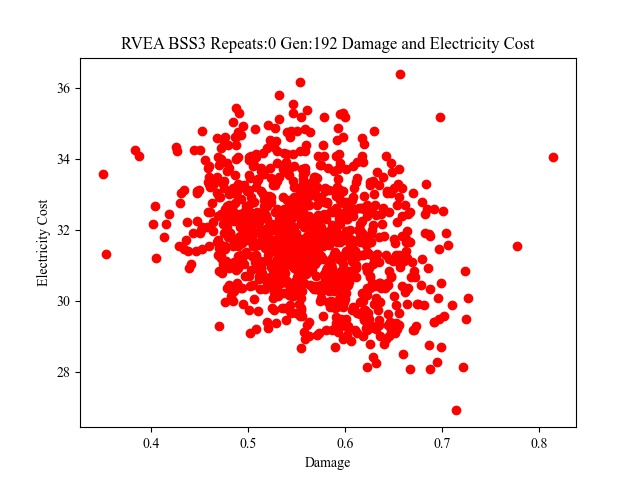 RVEA BSS3 Repeats:0 Gen:192 Damage and Electricity Cost
36
34
32
30
28
Electricity Cost
0.4 0.5 0.6 0.7 0.8
Damage